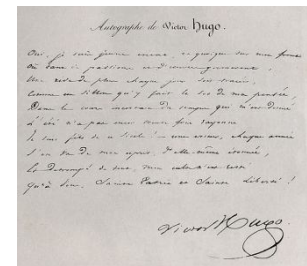 Autographe de Victor Hugo.
Oui, je suis jeune encore, et quoique sur mon front,
Où tant de passions et d'œuvres germeront,
Une ride de plus chaque jour soit tracée,
Comme un sillon qu'y fait le soc de ma pensée,
Dans le cour incertain du temps qui m'est donné
L'été n'a pas encor trente fois rayonné.
Je suis fils de ce siècle ! une erreur, chaque année
S'en va de mon esprit, d'elle-même étonnée,
Et, détrompé de tout, mon culte n'est resté
Qu'à vous, Sainte Patrie et Sainte Liberté !
Victor Hugo.